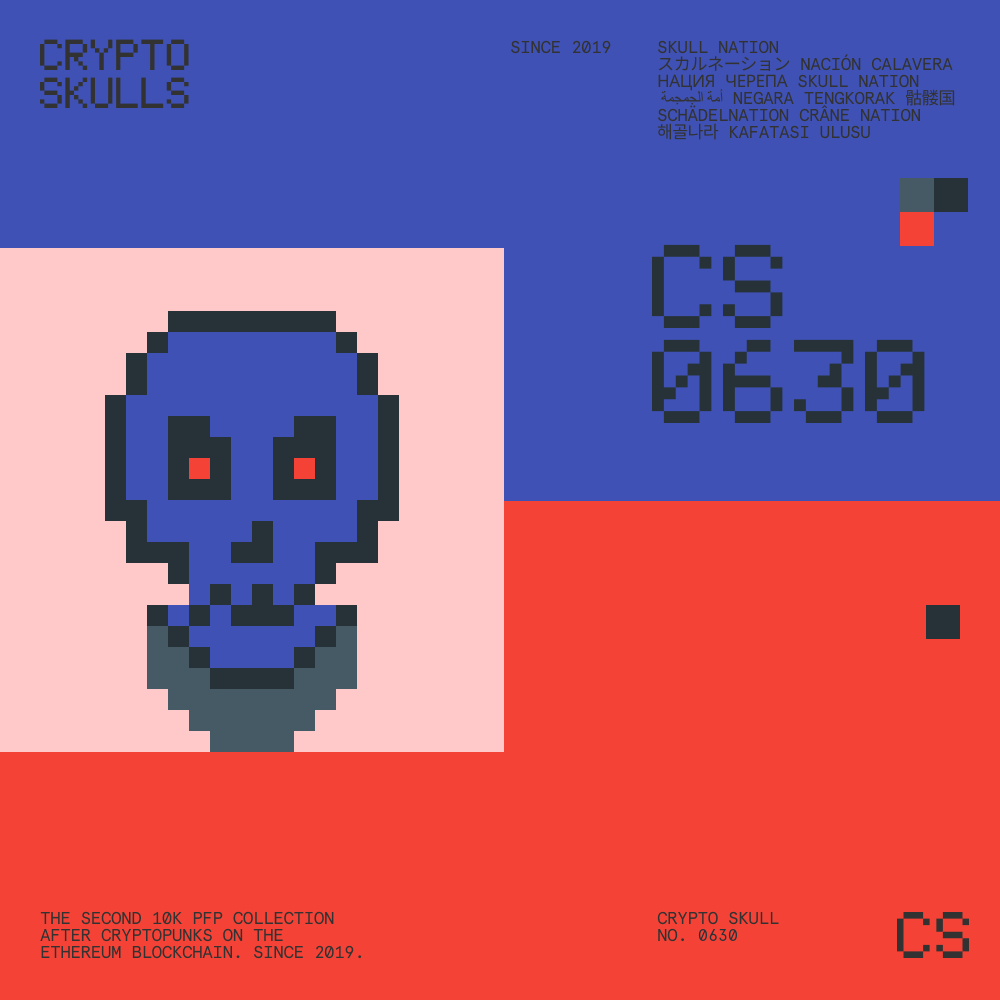 CRYPTO
SKULLS
SINCE 2019
SKULL NATION
スカルネーション NACIÓN CALAVERA
НАЦИЯ ЧЕРЕПА SKULL NATION
أمة الجمجمة NEGARA TENGKORAK 骷髅国
SCHÄDELNATION CRÂNE NATION
해골나라 KAFATASI ULUSU
CS
0630
THE SECOND 10K PFP COLLECTION
AFTER CRYPTOPUNKS ON THE
ETHEREUM BLOCKCHAIN. SINCE 2019.
CRYPTO SKULL
NO. 0630
CS